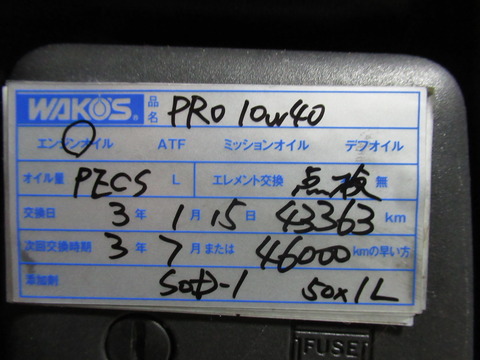 WAKO'S® 品名 PRO 10w40
エンジンオイル ATF ミッションオイル デフオイル
オイル量 PECS L エレメント交換 点検 無
交換日 3年 1月 15日 43363 km
次回交換時期 3年 7月または 46000 kmの早い方
添加剤 SOD-1 50x1L
FUSE